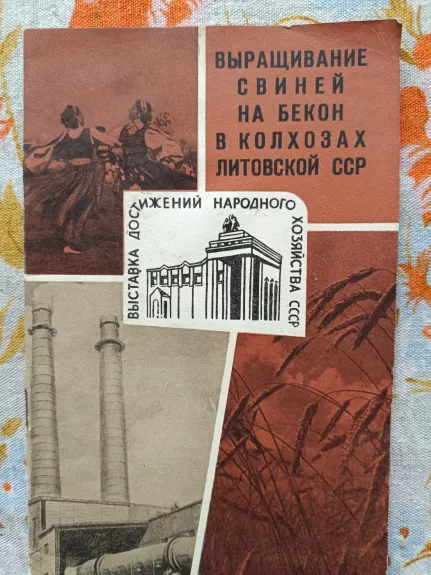 ВЫРАЩИВАНИЕ
СВИНЕЙ
НА БЕКОН
В КОЛХОЗАХ
ЛИТОВСКОЙ ССР
ВЫСТАВКА ДОСТИЖЕНИЙ НАРОДНОГО ХОЗЯЙСТВА СССР